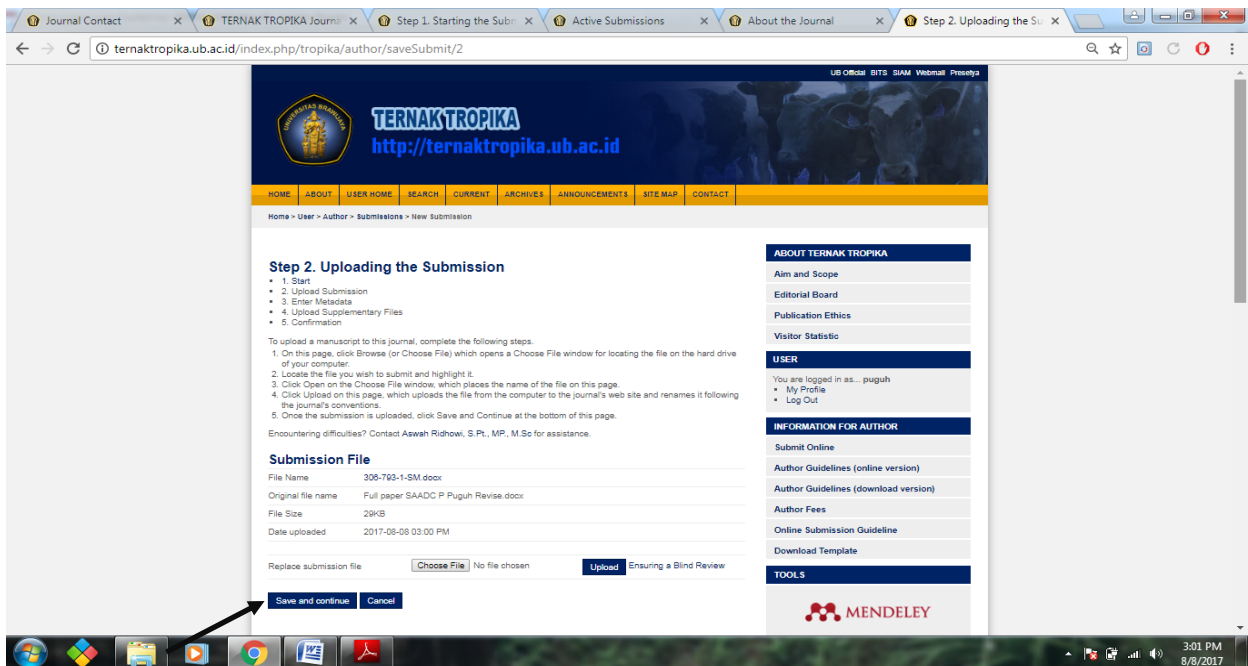 Journal Contact
TERNAK TROPIKA Journa
Step 1. Starting the Subn
Active Submissions
About the Journal
Step 2. Uploading the Su
ternaktropika.ub.ac.id/index.php/tropika/author/saveSubmit/2
UB Official BITS SIAM Webmail Prasetya
UNIVERSITAS BRAWIJAYA
TERNAK TROPIKA
http://ternaktropika.ub.ac.id
HOME ABOUT USER HOME SEARCH CURRENT ARCHIVES ANNOUNCEMENTS SITE MAP CONTACT
Home > User > Author > Submissions > New Submission
Step 2. Uploading the Submission
1. Start
2. Upload Submission
3. Enter Metadata
4. Upload Supplementary Files
5. Confirmation
To upload a manuscript to this journal, complete the following steps.
1. On this page, click Browse (or Choose File) which opens a Choose File window for locating the file on the hard drive
of your computer.
2. Locate the file you wish to submit and highlight it.
3. Click Open on the Choose File window, which places the name of the file on this page.
4. Click Upload on this page, which uploads the file from the computer to the journal's web site and renames it following
the journal's conventions.
5. Once the submission is uploaded, click Save and Continue at the bottom of this page.
Encountering difficulties? Contact Aswah Ridhowi, S.Pt., MP., M.Sc for assistance.
Submission File
File Name 306-793-1-SM.docx
Original file name Full paper SAADC P Puguh Revise.docx
File Size 29KB
Date uploaded 2017-08-08 03:00 PM
Replace submission file Choose File No file chosen Upload Ensuring a Blind Review
Save and continue Cancel
ABOUT TERNAK TROPIKA
Aim and Scope
Editorial Board
Publication Ethics
Visitor Statistic
USER
You are logged in as... puguh
My Profile
Log Out
INFORMATION FOR AUTHOR
Submit Online
Author Guidelines (online version)
Author Guidelines (download version)
Author Fees
Online Submission Guideline
Download Template
TOOLS
MENDELEY
3:01 PM
8/8/2017